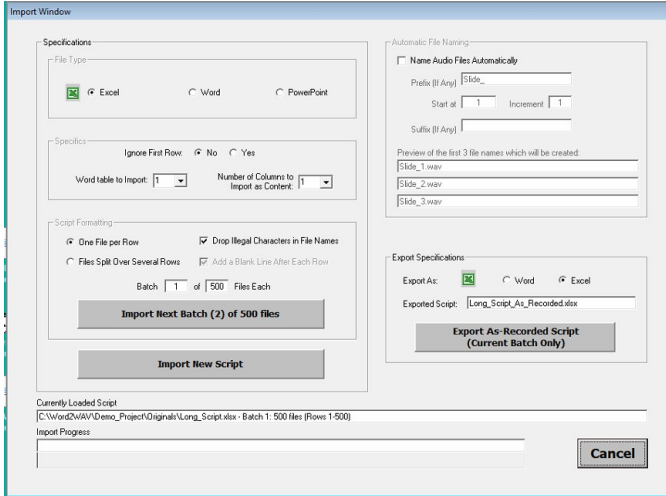 Import Window
Specifications
File Type
Excel
Word
PowerPoint
Specifics
Ignore First Row: No Yes
Word table to Import: 1
Number of Columns to
Import as Content: 1
Script Formatting
One File per Row
Drop Illegal Characters in File Names
Files Split Over Several Rows
Add a Blank Line After Each Row
Batch 1 of 500 Files Each
Import Next Batch (2) of 500 files
Import New Script
Automatic File Naming
Name Audio Files Automatically
Prefix (If Any) Slide_
Start at 1 Increment 1
Suffix (If Any)
Preview of the first 3 file names which will be created:
Slide_1.wav
Slide_2.wav
Slide_3.wav
Export Specifications
Export As: Word Excel
Exported Script: Long_Script_As_Recorded.xlsx
Export As-Recorded Script
(Current Batch Only)
Currently Loaded Script
C:\Word2WAV\Demo_Project\Originals\Long_Script.xlsx - Batch 1: 500 files (Rows 1-500)
Import Progress
Cancel